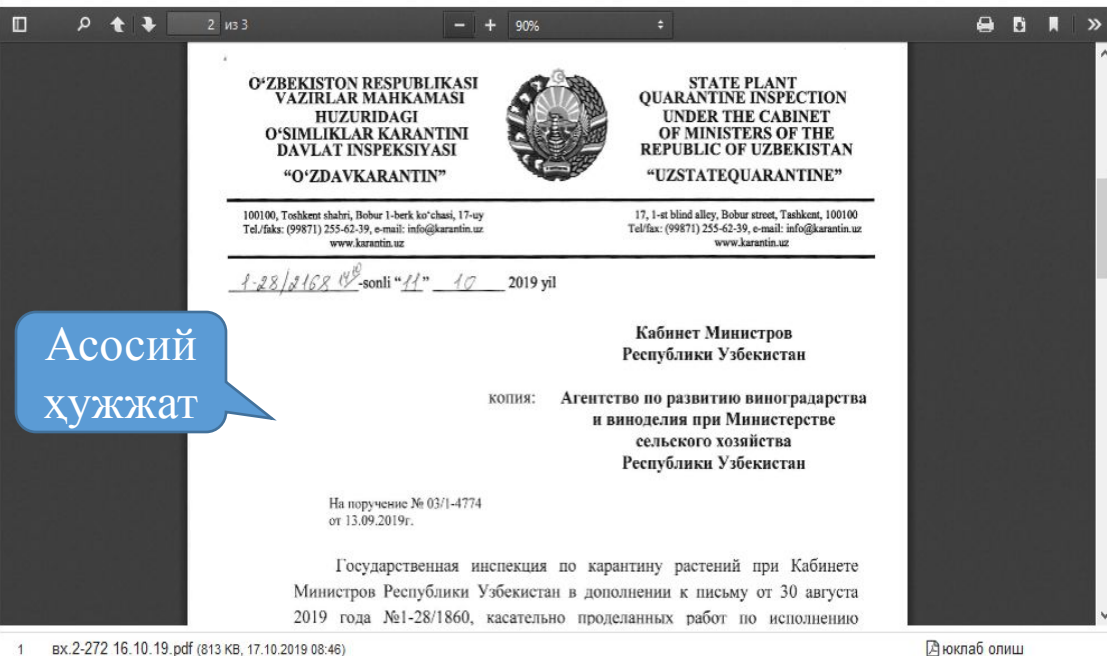 2 из 3
90%
O‘ZBEKISTON RESPUBLIKASI
VAZIRLAR MAHKAMASI
HUZURIDAGI
O‘SIMLIKLAR KARANTINI
DAVLAT INSPEKSIYASI
“O‘ZDAVKARANTIN”
STATE PLANT
QUARANTINE INSPECTION
UNDER THE CABINET
OF MINISTERS OF THE
REPUBLIC OF UZBEKISTAN
“UZSTATEQUARANTINE”
100100, Toshkent shahri, Bobur 1-berk ko‘chasi, 17-uy
Tel./faks: (99871) 255-62-39, e-mail: info@karantin.uz
www.karantin.uz
17, 1-st blind alley, Bobur street, Tashkent, 100100
Tel/fax: (99871) 255-62-39, e-mail: info@karantin.uz
www.karantin.uz
1-28/2168 -sonli “11” 10 2019 yil
Асосий
ҳужжат
Кабинет Министров
Республики Узбекистан
копия: Агентство по развитию виноградарства
и виноделия при Министерстве
сельского хозяйства
Республики Узбекистан
На поручение № 03/1-4774
от 13.09.2019г.
Государственная инспекция по карантину растений при Кабинете
Министров Республики Узбекистан в дополнении к письму от 30 августа
2019 года №1-28/1860, касательно проделанных работ по исполнению
1 вх.2-272 16.10.19.pdf (813 KB, 17.10.2019 08:46) юклаб олиш